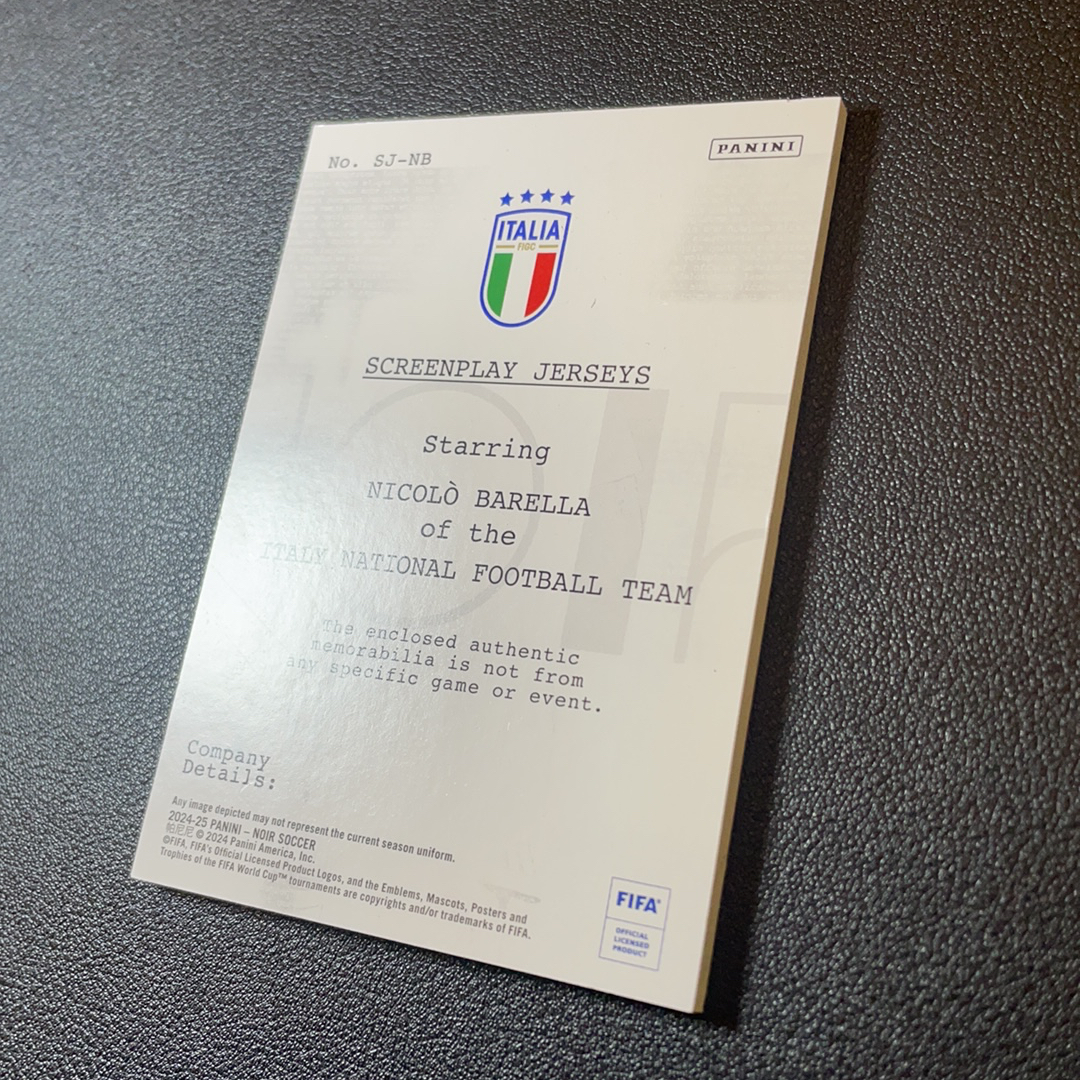 No. SJ-NB
PANINI
ITALIA
FIGC
SCREENPLAY JERSEYS
Starring
NICOLÒ BARELLA
of the
ITALY NATIONAL FOOTBALL TEAM
The enclosed authentic
memorabilia is not from
any specific game or event.
Company
Details:
Any image depicted may not represent the current season uniform.
2024-25 PANINI – NOIR SOCCER
帕尼尼 © 2024 Panini America, Inc.
©FIFA, FIFA's Official Licensed Product Logos, and the Emblems, Mascots, Posters and
Trophies of the FIFA World Cup™ tournaments are copyrights and/or trademarks of FIFA.
FIFA®
OFFICIAL
LICENSED
PRODUCT